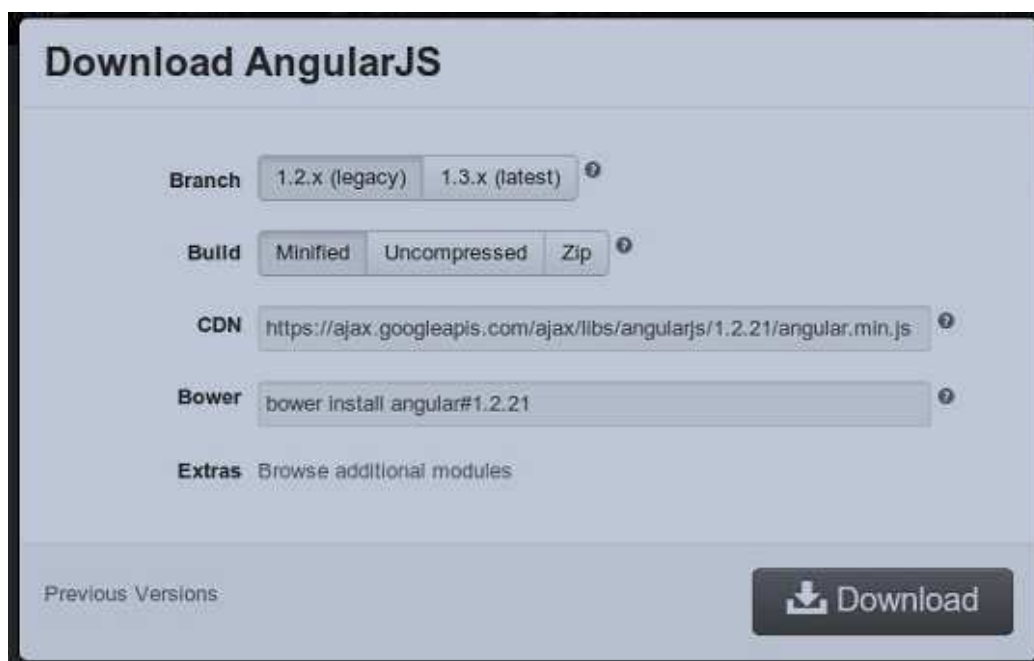 Download AngularJS
Branch 1.2.x (legacy) 1.3.x (latest)
Build Minified Uncompressed Zip
CDN https://ajax.googleapis.com/ajax/libs/angularjs/1.2.21/angular.min.js
Bower bower install angular#1.2.21
Extras Browse additional modules
Previous Versions Download